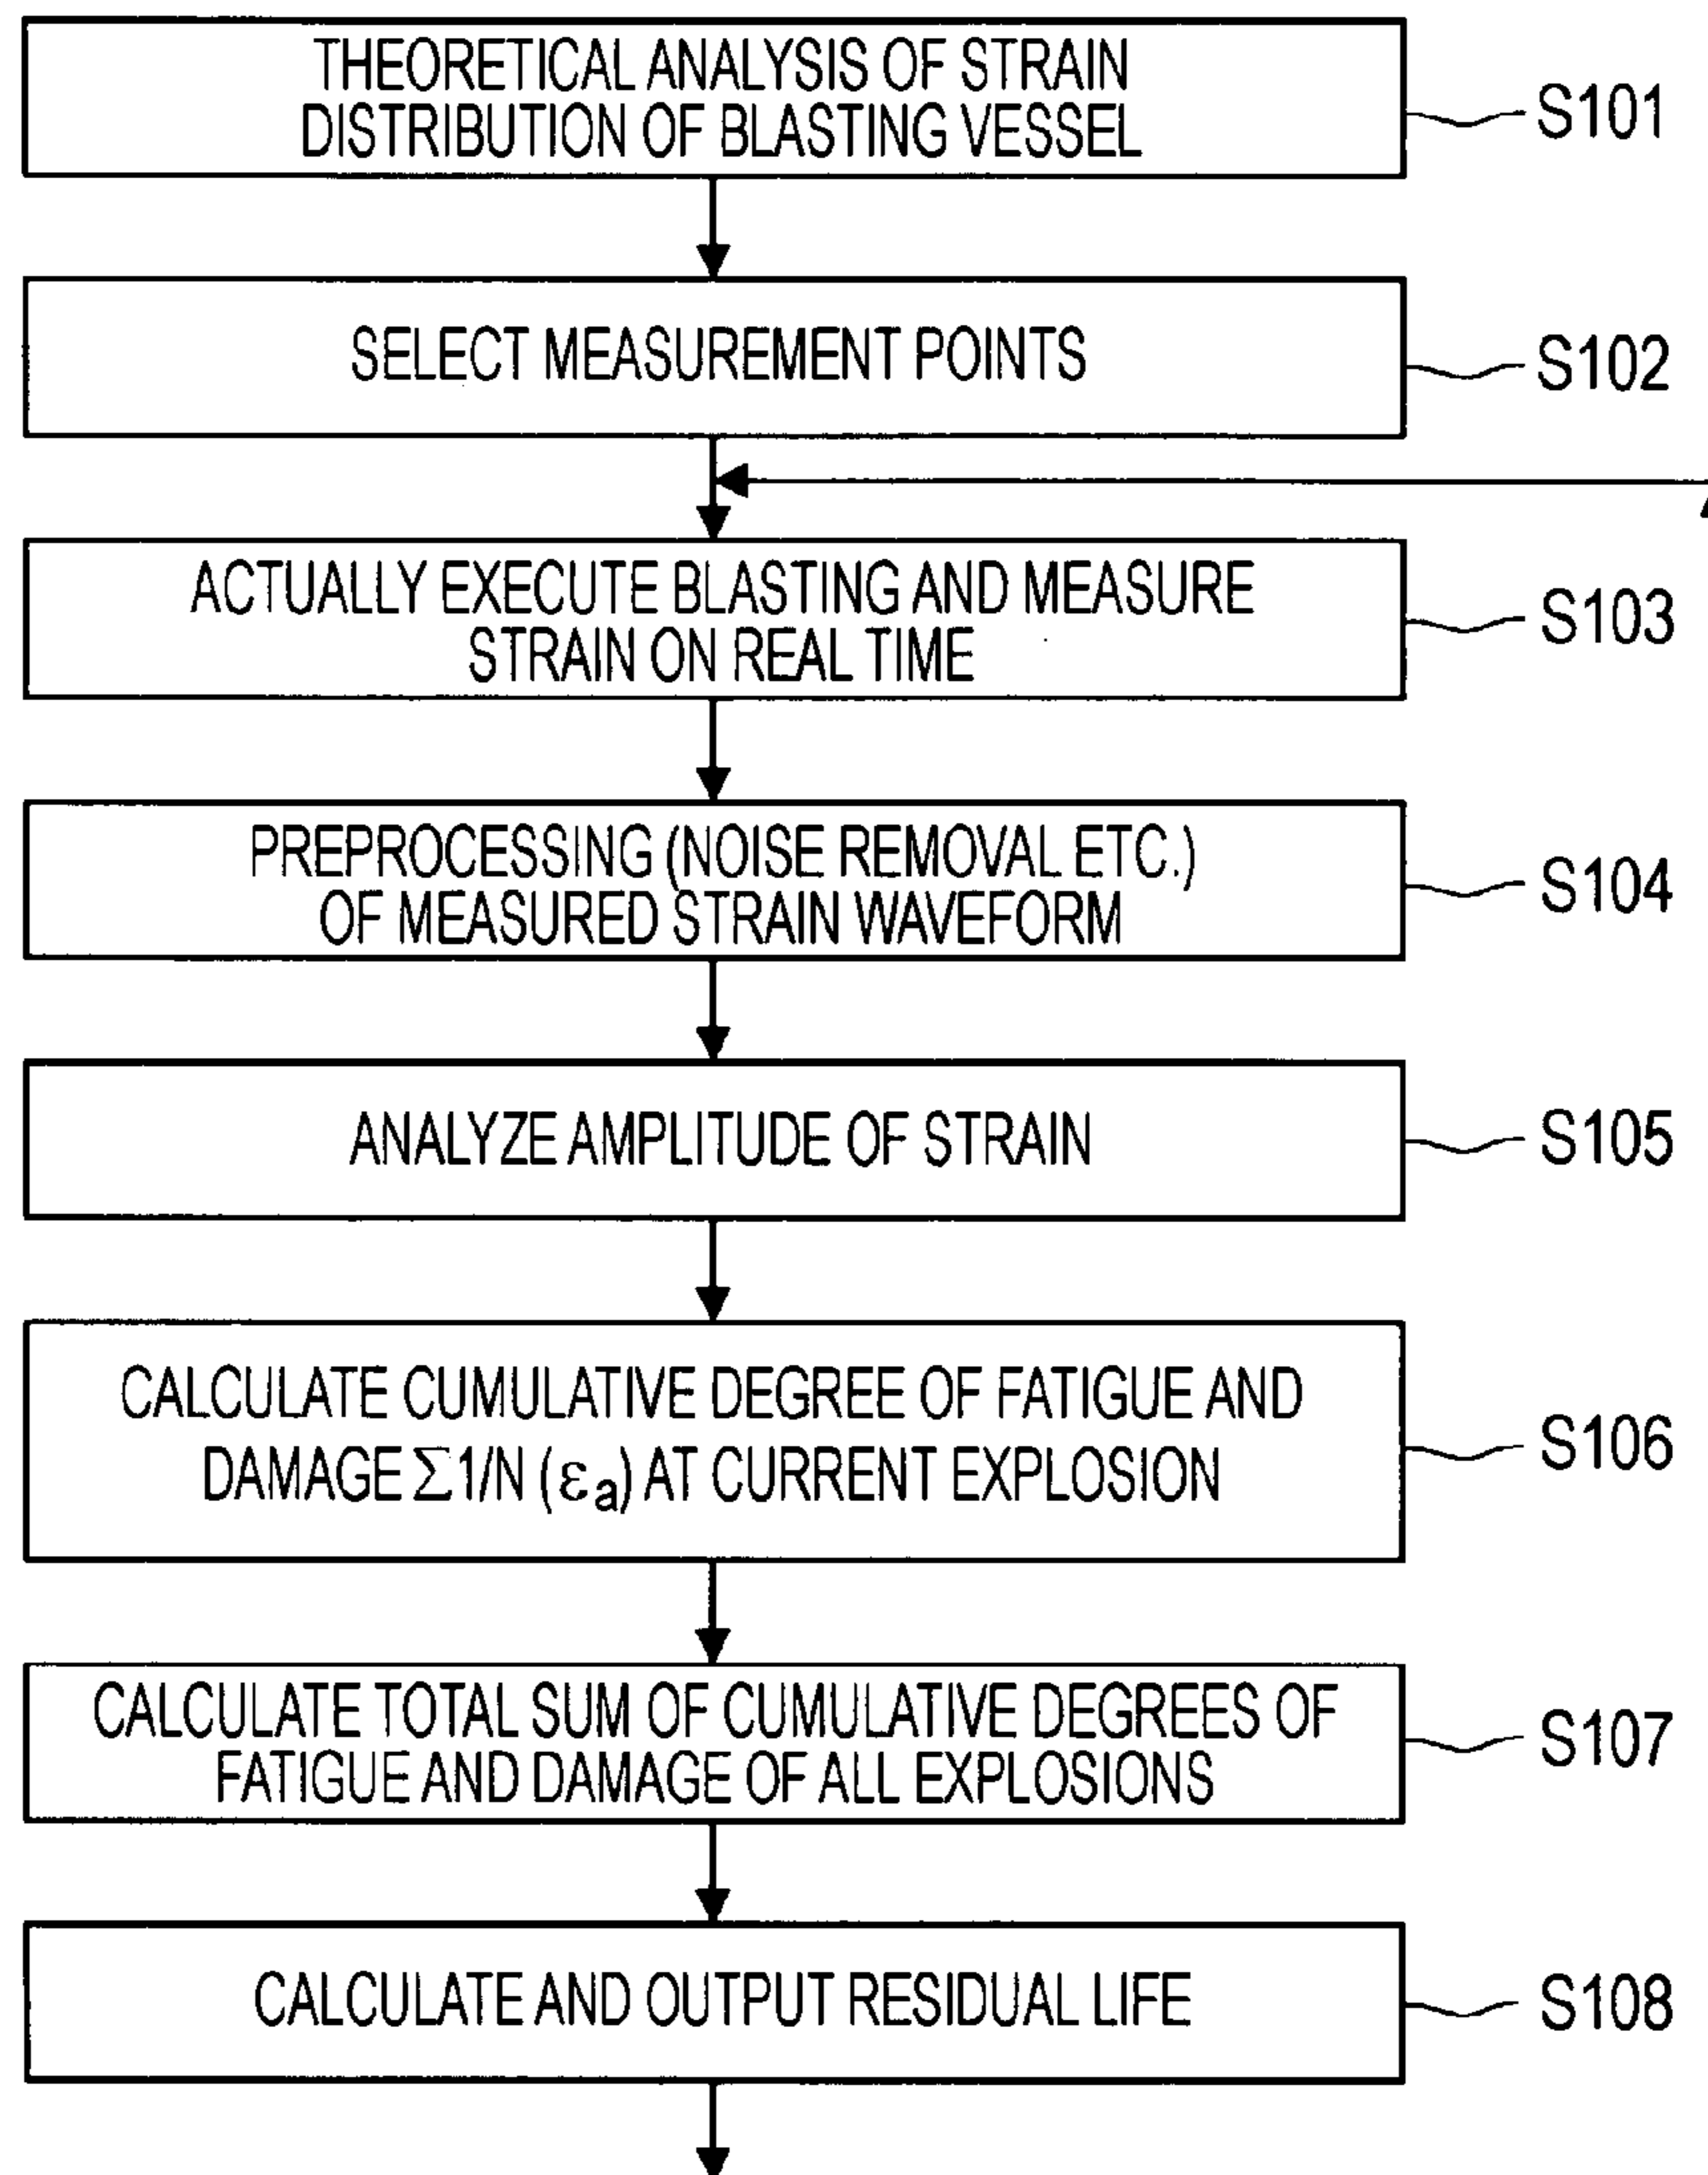 THEORETICAL ANALYSIS OF STRAIN
DISTRIBUTION OF BLASTING VESSEL
S101
SELECT MEASUREMENT POINTS
S102
ACTUALLY EXECUTE BLASTING AND MEASURE
STRAIN ON REAL TIME
S103
PREPROCESSING (NOISE REMOVAL ETC.)
OF MEASURED STRAIN WAVEFORM
S104
ANALYZE AMPLITUDE OF STRAIN
S105
CALCULATE CUMULATIVE DEGREE OF FATIGUE AND
DAMAGE Σ1/N (εa) AT CURRENT EXPLOSION
S106
CALCULATE TOTAL SUM OF CUMULATIVE DEGREES OF
FATIGUE AND DAMAGE OF ALL EXPLOSIONS
S107
CALCULATE AND OUTPUT RESIDUAL LIFE
S108